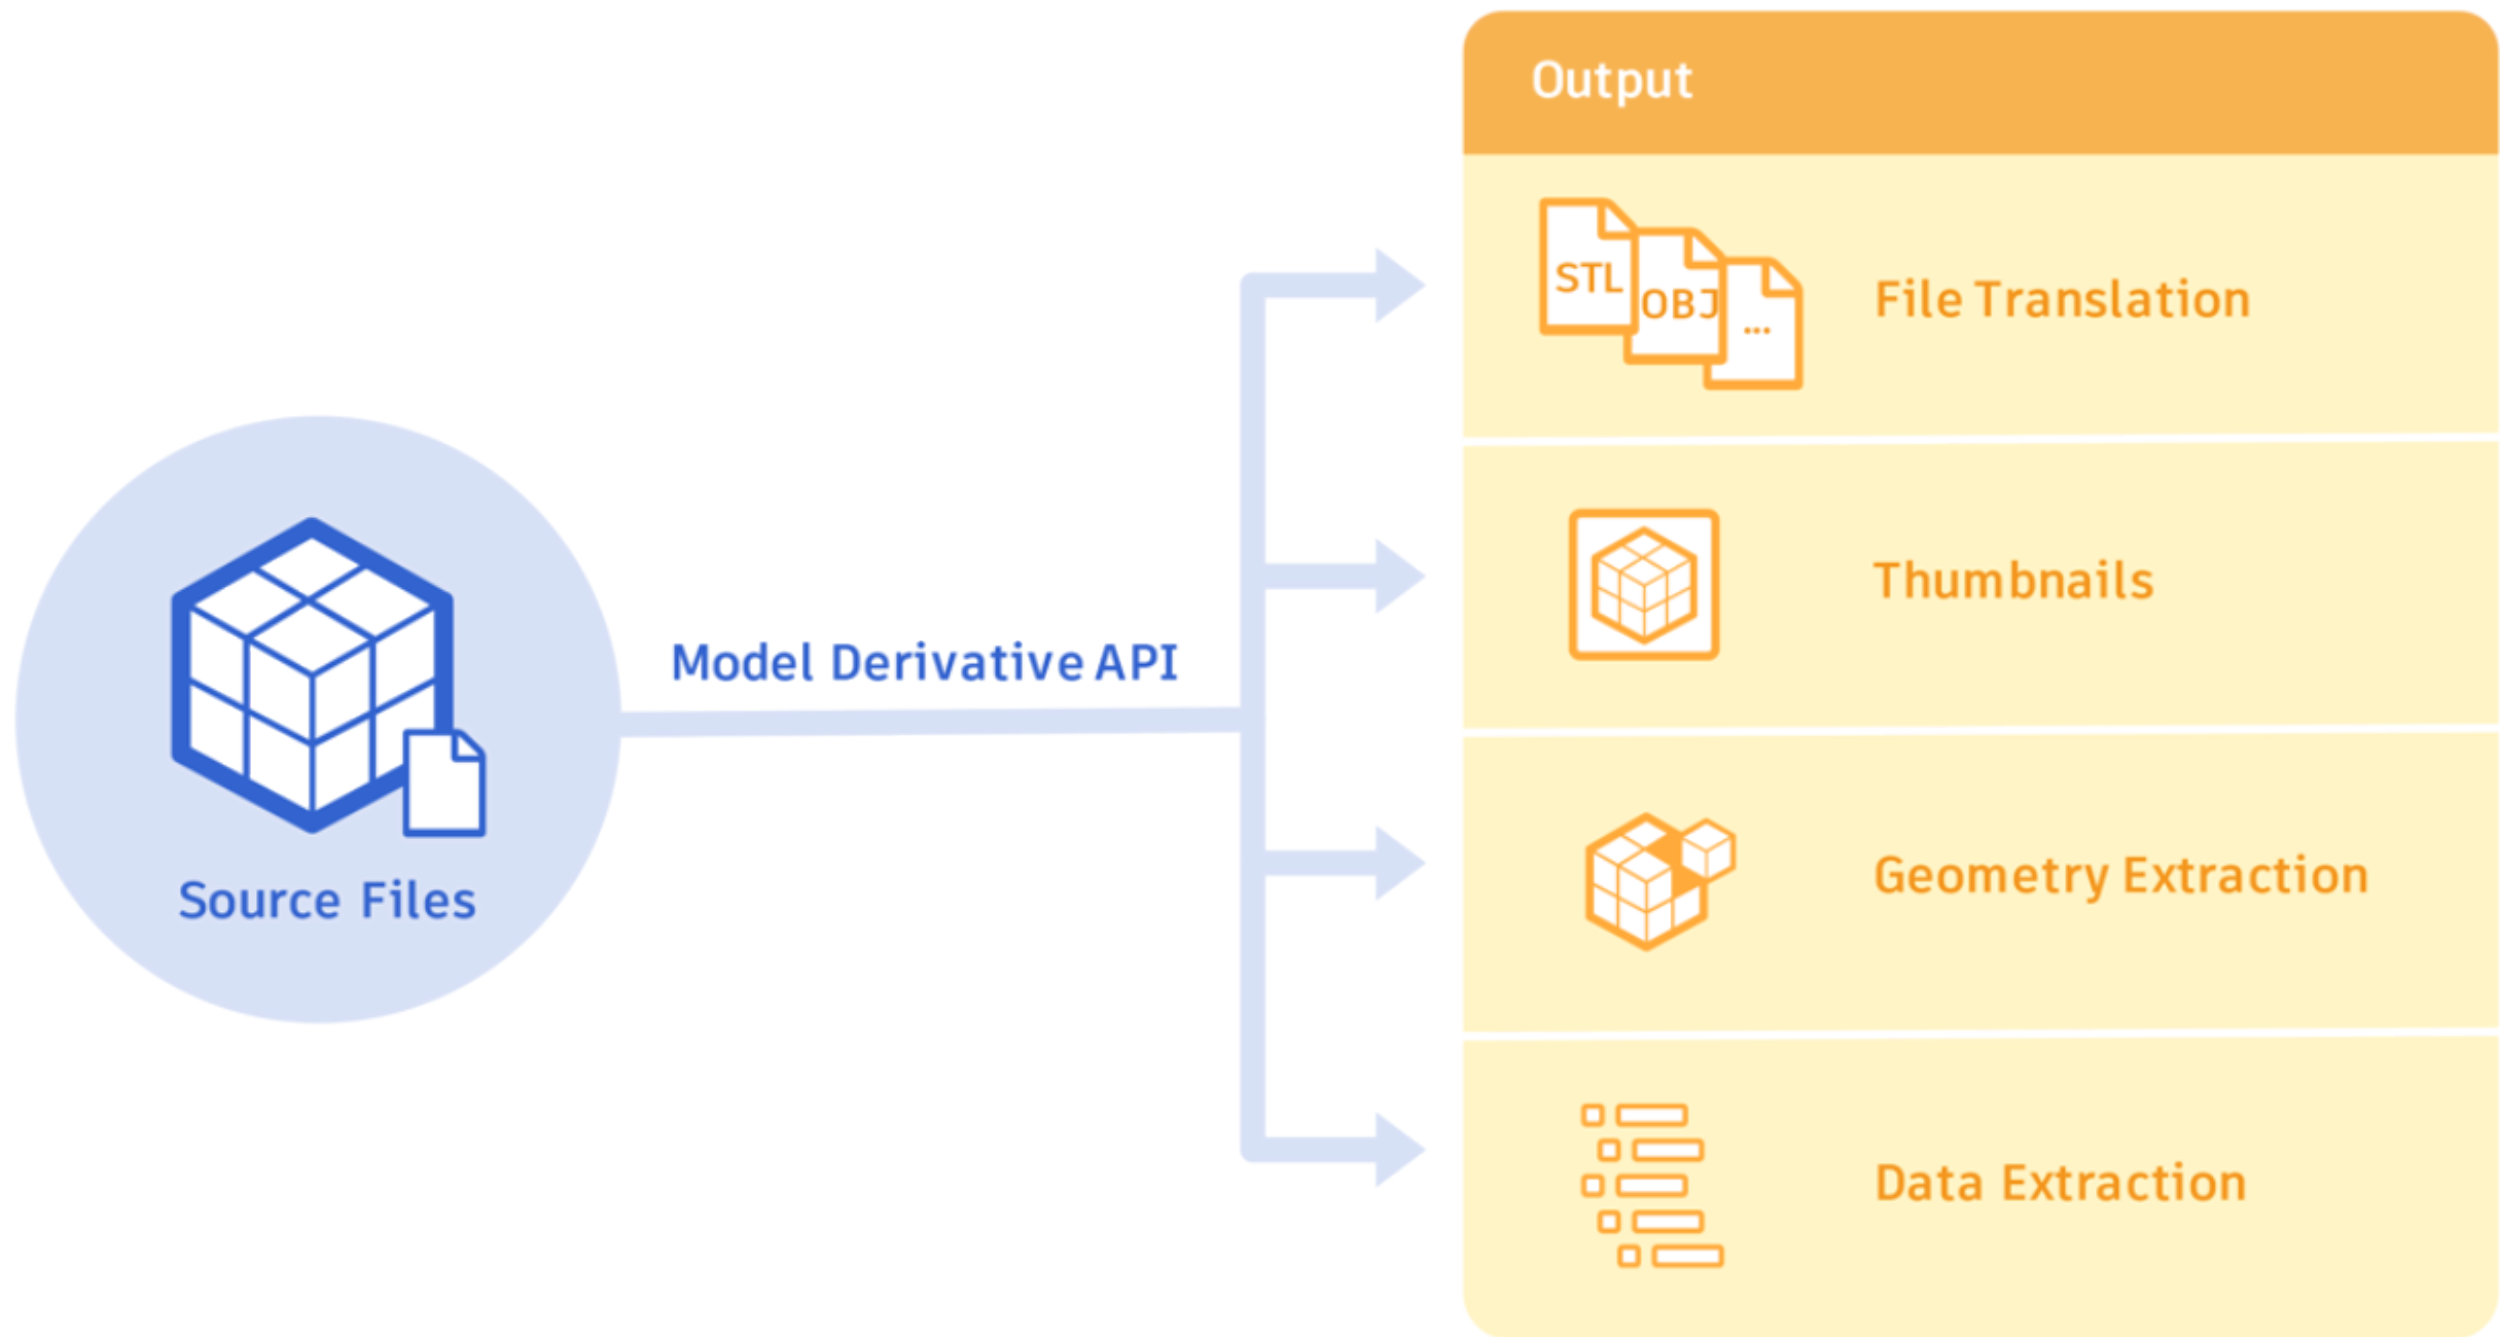 Output
STL
OBJ
...
File Translation
Thumbnails
Model Derivative API
Source Files
Geometry Extraction
Data Extraction